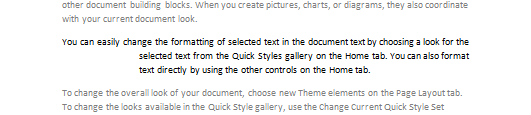 other document building blocks. When you create pictures, charts, or diagrams, they also coordinate
with your current document look.
You can easily change the formatting of selected text in the document text by choosing a look for the
selected text from the Quick Styles gallery on the Home tab. You can also format
text directly by using the other controls on the Home tab.
To change the overall look of your document, choose new Theme elements on the Page Layout tab.
To change the looks available in the Quick Style gallery, use the Change Current Quick Style Set